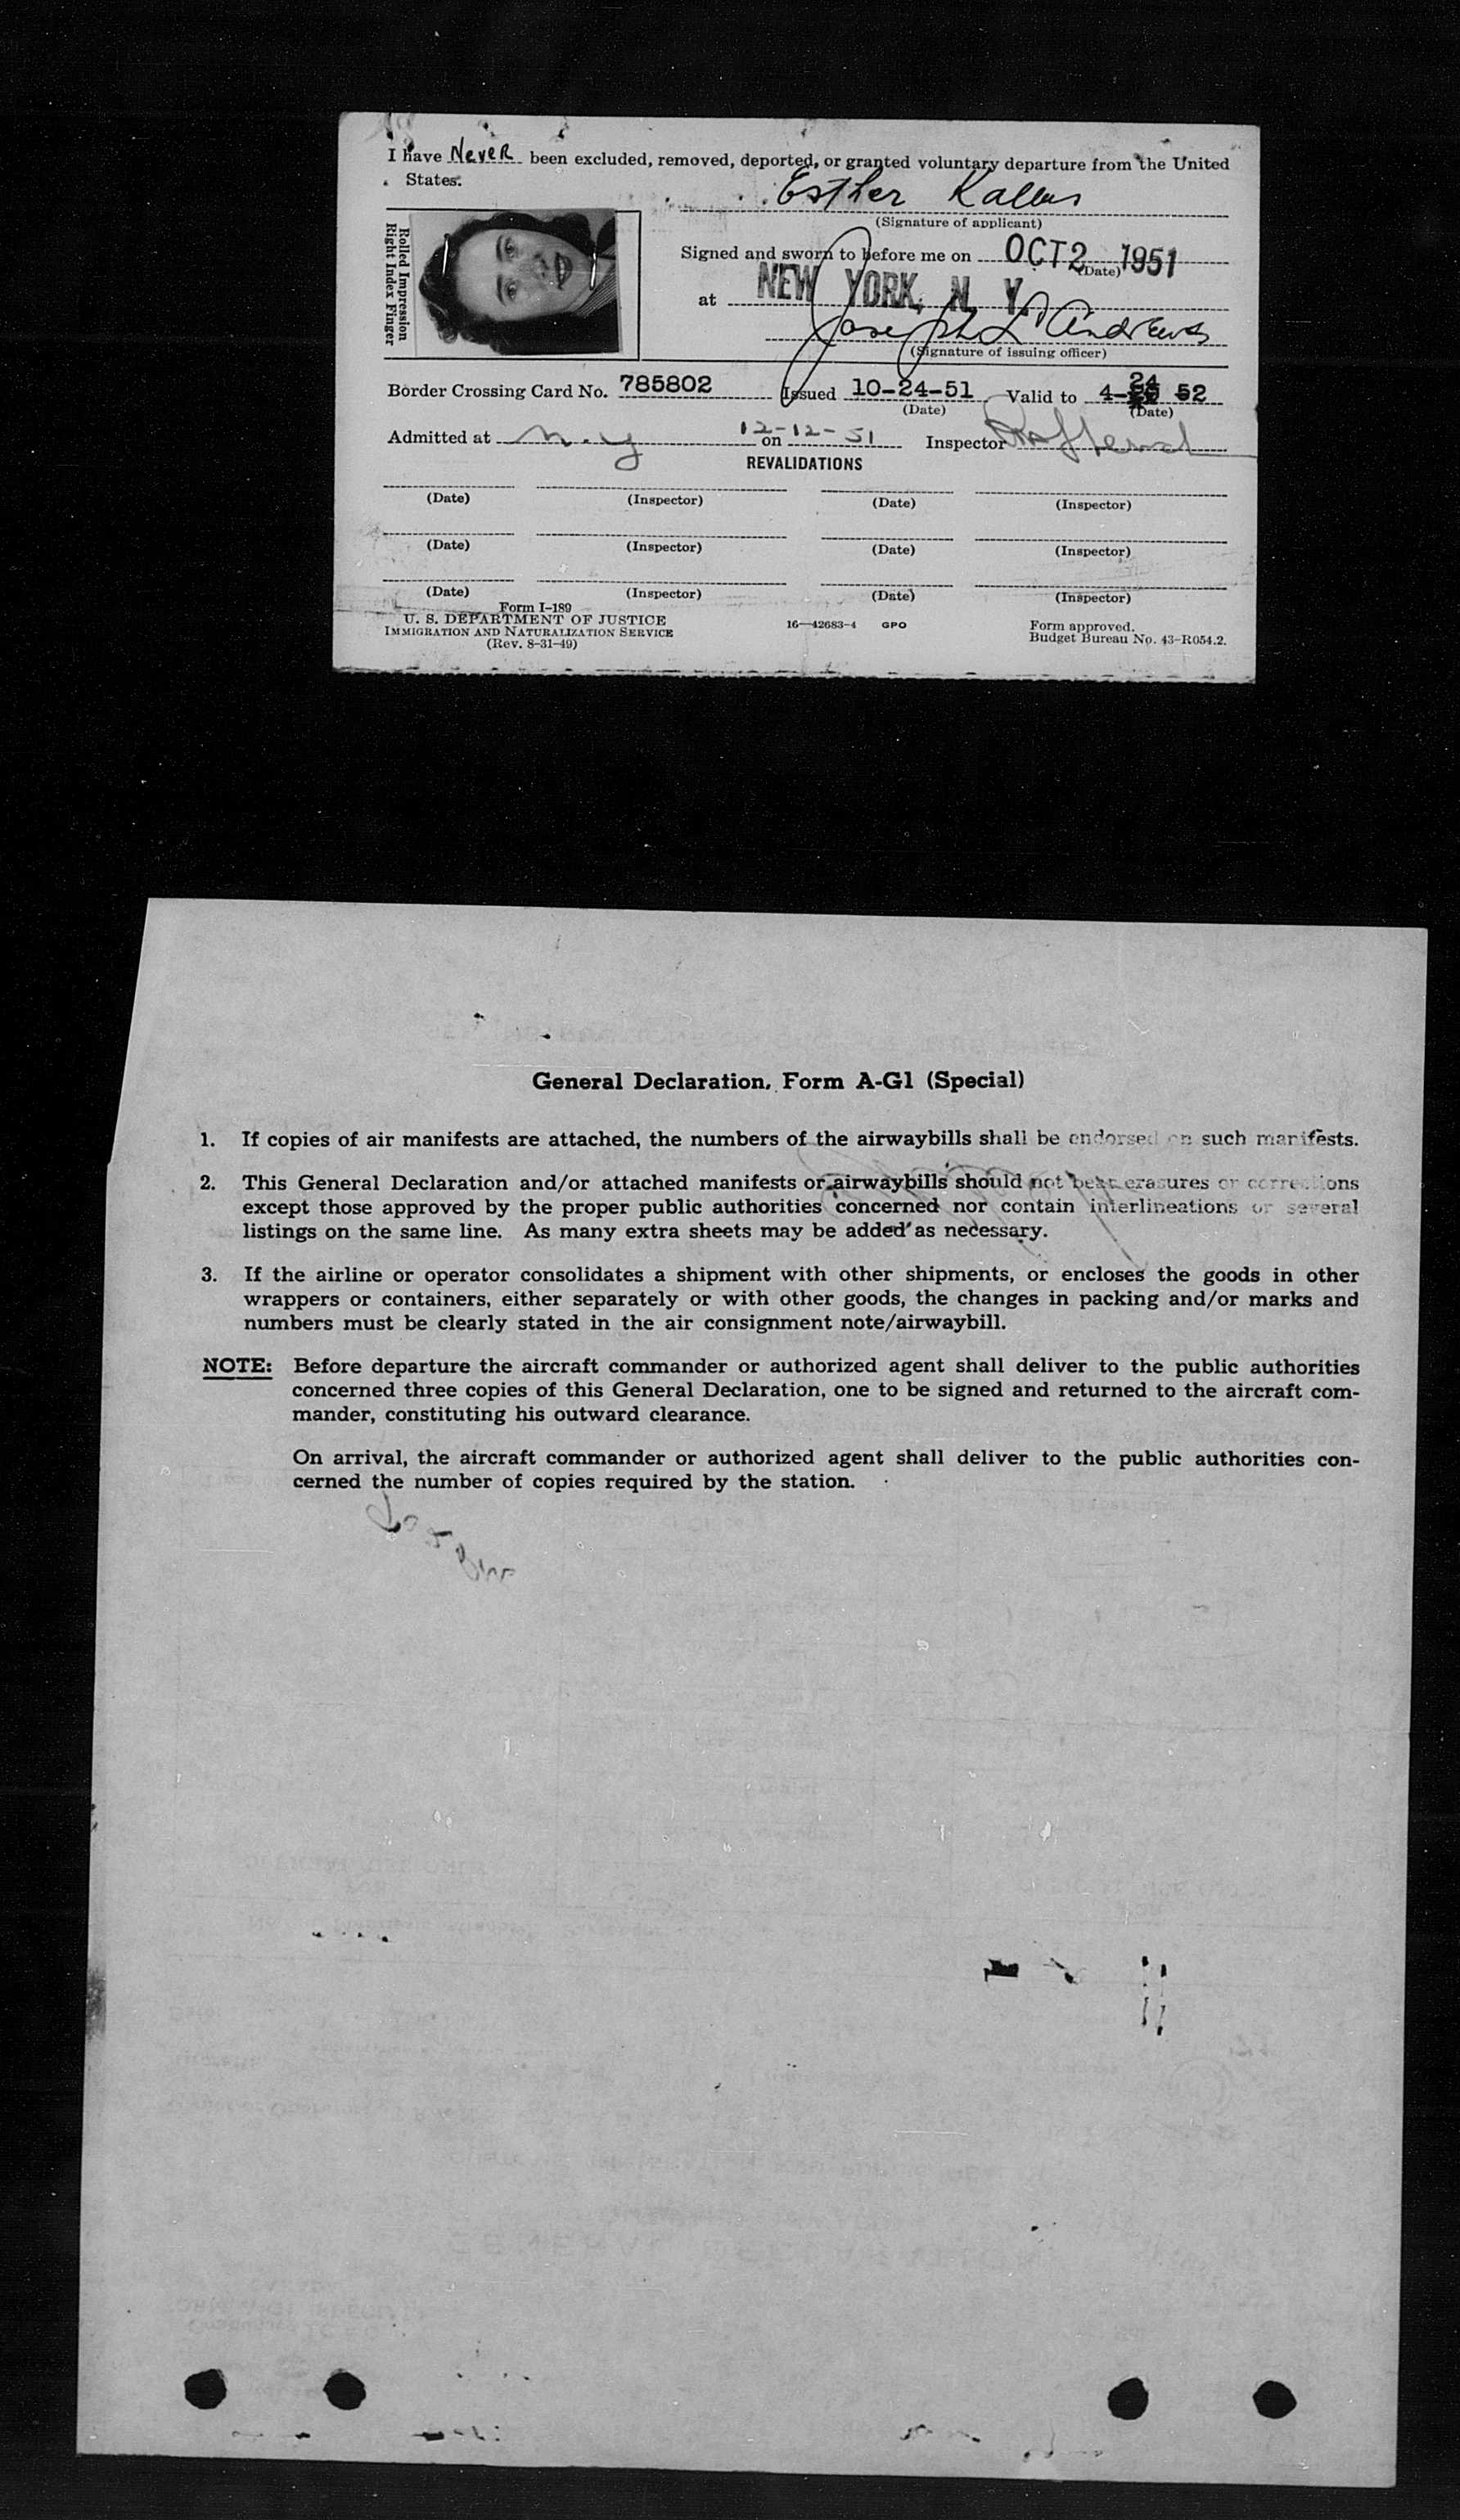 I have Never been excluded, removed, deported, or granted voluntary departure from the United
States.
Esther
(Signature of applicant)
Rolled Impression
Right Index Finger
Signed and sworn to before me on OCT 2 1951
(Date)
at NEW YORK, N. Y.
Joseph L. Andrews
(Signature of issuing officer)
Border Crossing Card No. 785802 Issued 10-24-51 Valid to 4-24 52
(Date) (Date)
Admitted at N.Y on 12-12-51 Inspector
REVALIDATIONS
(Date) (Inspector) (Date) (Inspector)
(Date) (Inspector) (Date) (Inspector)
(Date) (Inspector) (Date) (Inspector)
Form I-189
U. S. DEPARTMENT OF JUSTICE
IMMIGRATION AND NATURALIZATION SERVICE
(Rev. 8-31-49)
16—42683-4 GPO
Form approved.
Budget Bureau No. 43-R054.2.
General Declaration, Form A-G1 (Special)
1. If copies of air manifests are attached, the numbers of the airwaybills shall be endorsed on such manifests.
2. This General Declaration and/or attached manifests or airwaybills should not bear erasures or corrections
except those approved by the proper public authorities concerned nor contain interlineations or several
listings on the same line. As many extra sheets may be added as necessary.
3. If the airline or operator consolidates a shipment with other shipments, or encloses the goods in other
wrappers or containers, either separately or with other goods, the changes in packing and/or marks and
numbers must be clearly stated in the air consignment note/airwaybill.
NOTE: Before departure the aircraft commander or authorized agent shall deliver to the public authorities
concerned three copies of this General Declaration, one to be signed and returned to the aircraft com-
mander, constituting his outward clearance.
On arrival, the aircraft commander or authorized agent shall deliver to the public authorities con-
cerned the number of copies required by the station.